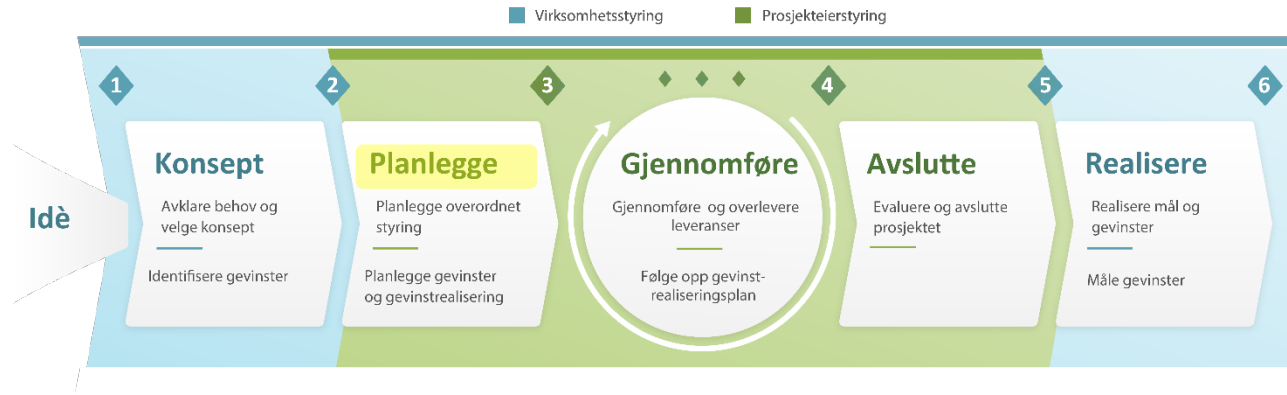 Virksomhetsstyring
Prosjekteierstyring
1
2
3
4
5
6
Idè
Konsept
Avklare behov og
velge konsept
Identifisere gevinster
Planlegge
Planlegge overordnet
styring
Planlegge gevinster
og gevinstrealisering
Gjennomføre
Gjennomføre og overlevere
leveranser
Følge opp gevinst-
realiseringsplan
Avslutte
Evaluere og avslutte
prosjektet
Realisere
Realisere mål og
gevinster
Måle gevinster